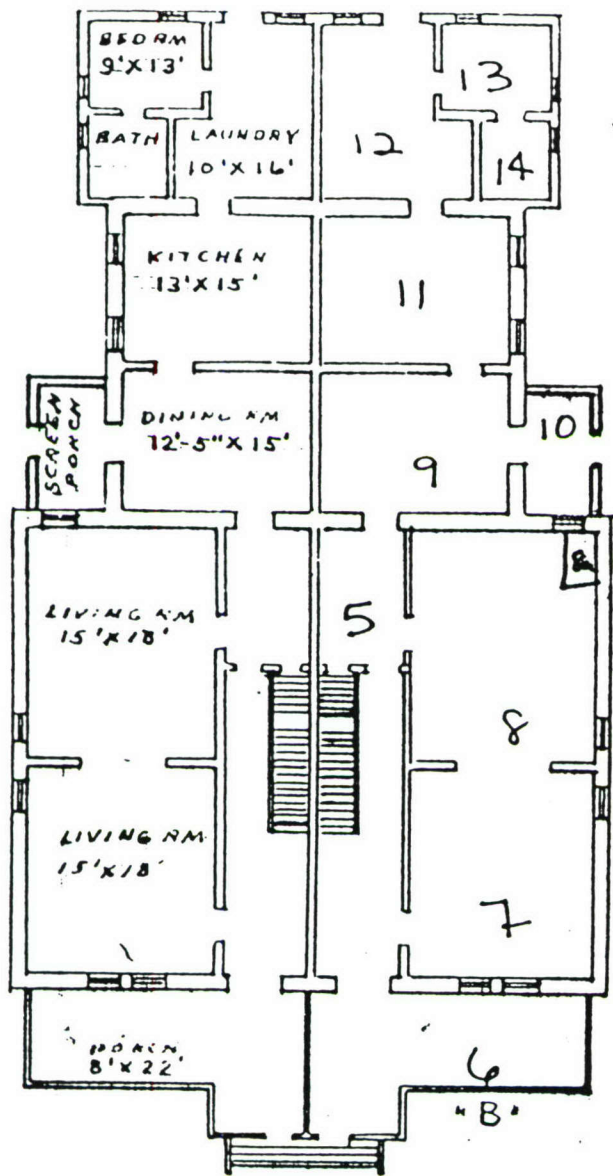 BEDRM
9'X13'
13
BATH
LAUNDRY
10'X16'
12
14
KITCHEN
13'X15'
11
SCREEN
PORCH
DINING RM
12'-5"X15'
9
10
LIVING RM
15'X18'
5
8
LIVING RM
15'X18'
7
PORCH
8'X22'
6
"B"